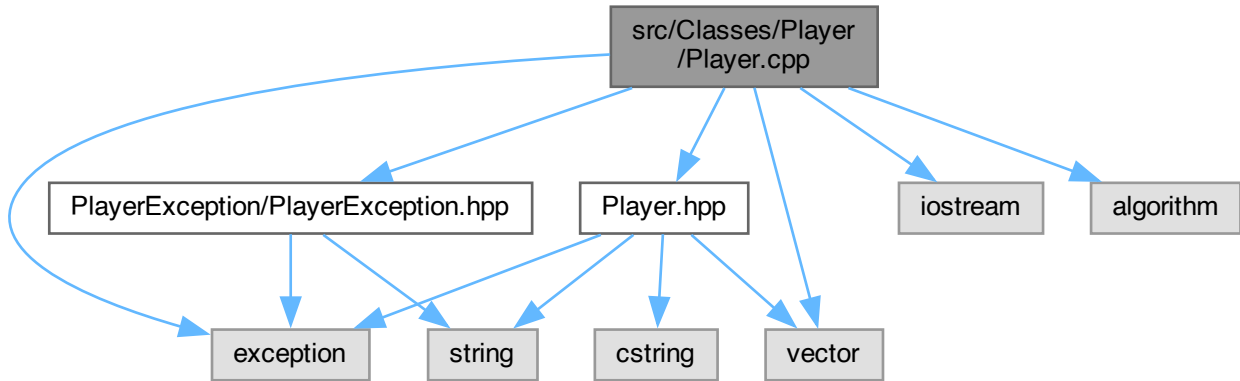 src/Classes/Player
/Player.cpp
PlayerException/PlayerException.hpp
Player.hpp
iostream
algorithm
exception
string
cstring
vector